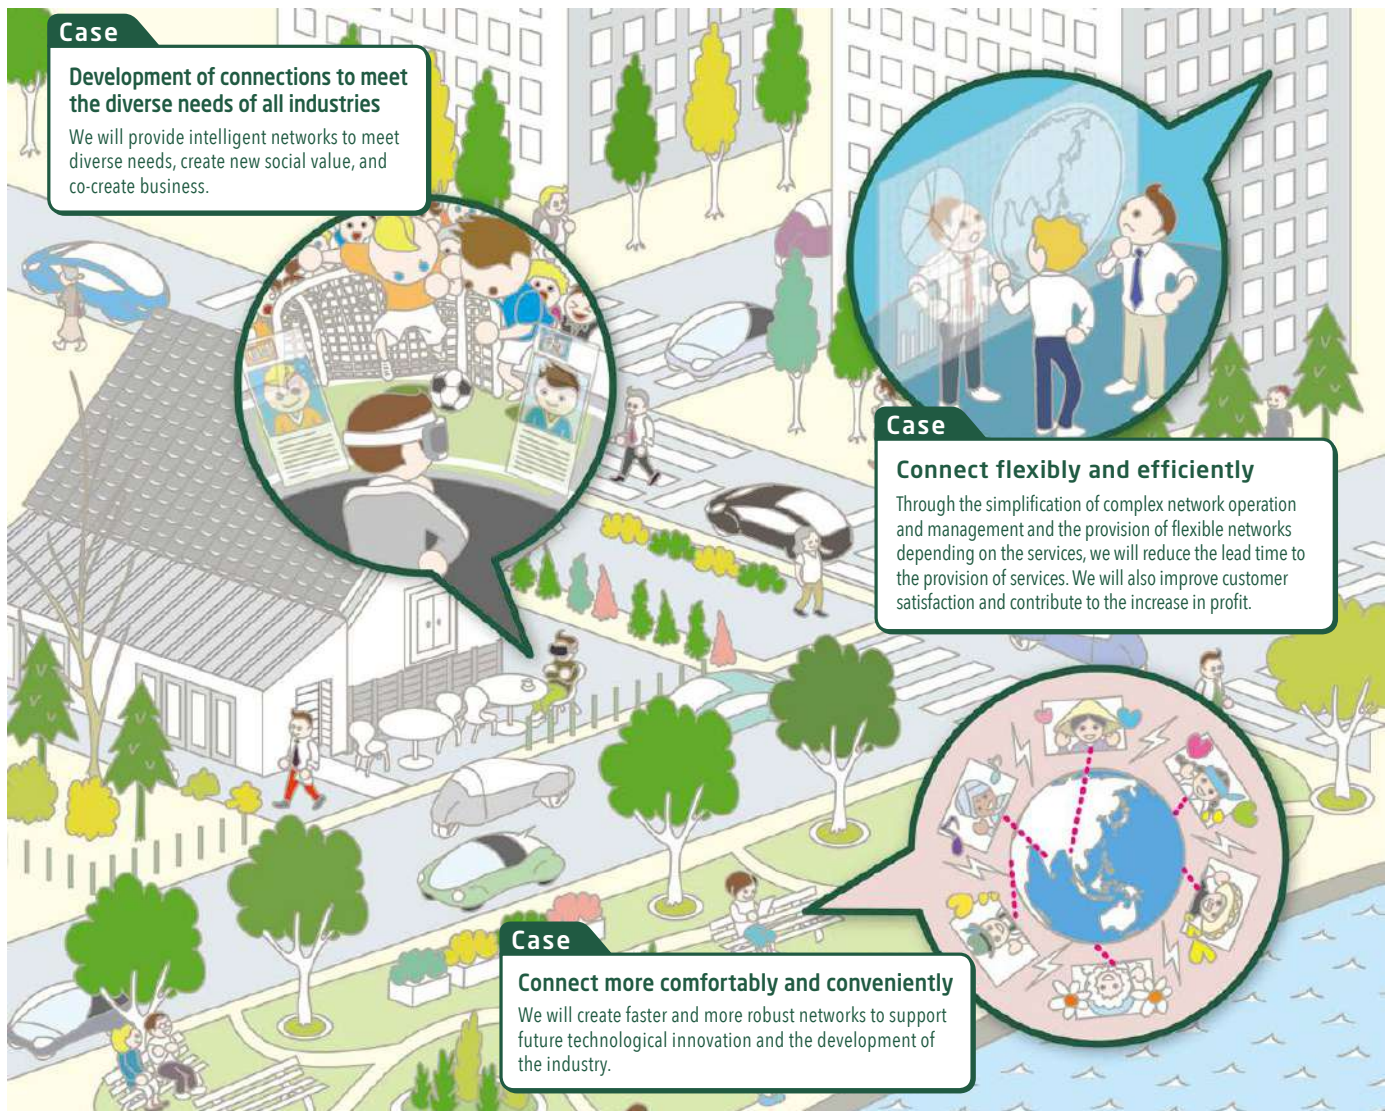 Case
Development of connections to meet
the diverse needs of all industries
We will provide intelligent networks to meet
diverse needs, create new social value, and
co-create business.
Case
Connect flexibly and efficiently
Through the simplification of complex network operation
and management and the provision of flexible networks
depending on the services, we will reduce the lead time to
the provision of services. We will also improve customer
satisfaction and contribute to the increase in profit.
Case
Connect more comfortably and conveniently
We will create faster and more robust networks to support
future technological innovation and the development of
the industry.